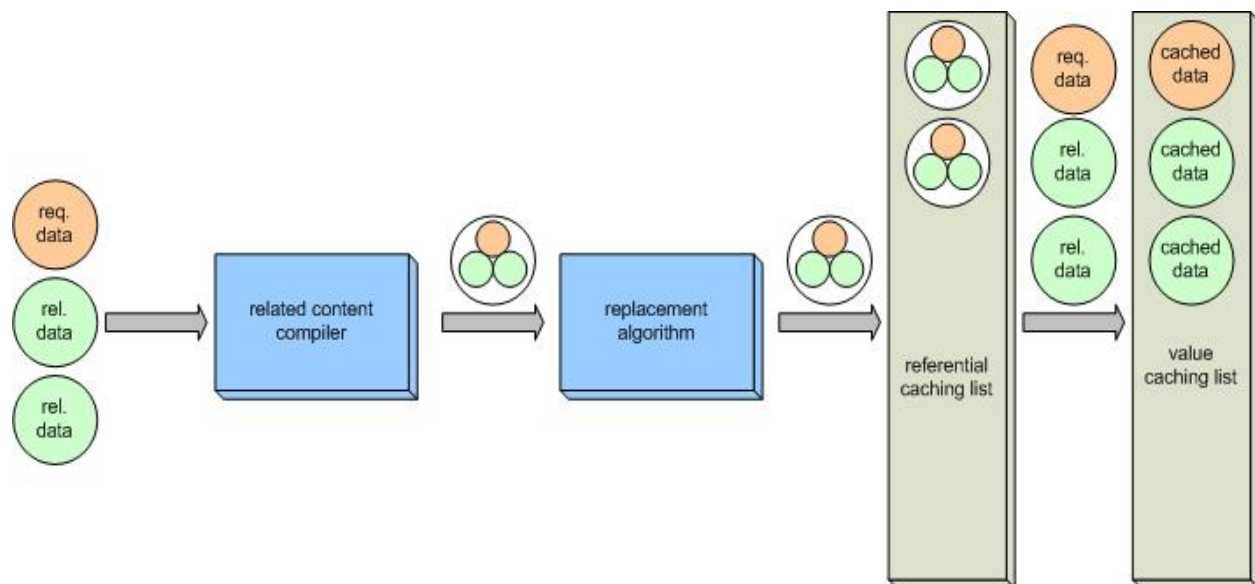 req.
data
rel.
data
rel.
data
related content
compiler
replacement
algorithm
referential
caching list
req.
data
rel.
data
rel.
data
cached
data
cached
data
cached
data
value
caching list